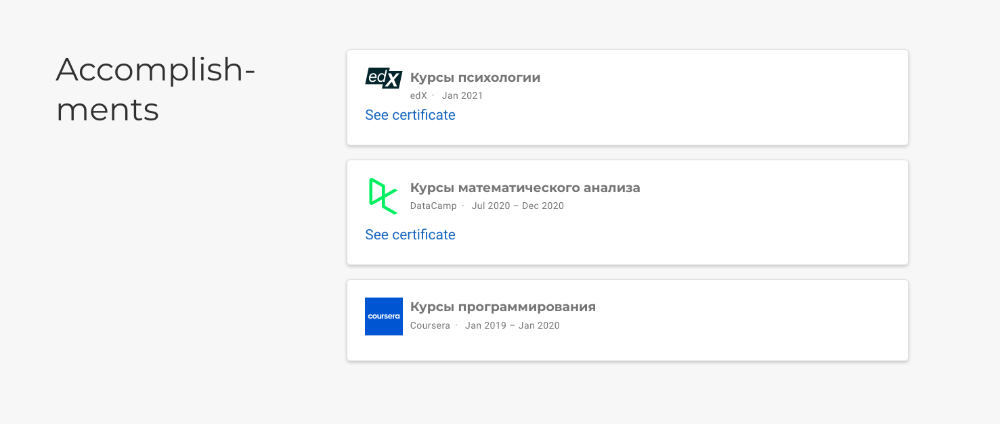 Accomplish-
ments
edX
Курсы психологии
edX · Jan 2021
See certificate
Курсы математического анализа
DataCamp · Jul 2020 – Dec 2020
See certificate
coursera
Курсы программирования
Coursera · Jan 2019 – Jan 2020